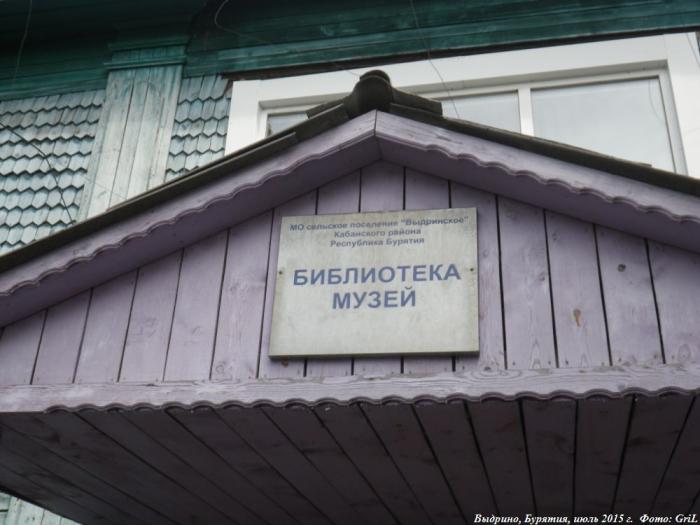 МО сельское поселение "Выдринское"
Кабанского района
Республика Бурятия
БИБЛИОТЕКА
МУЗЕЙ
Выдрино, Бурятия, июль 2015 г. Фото: GriL